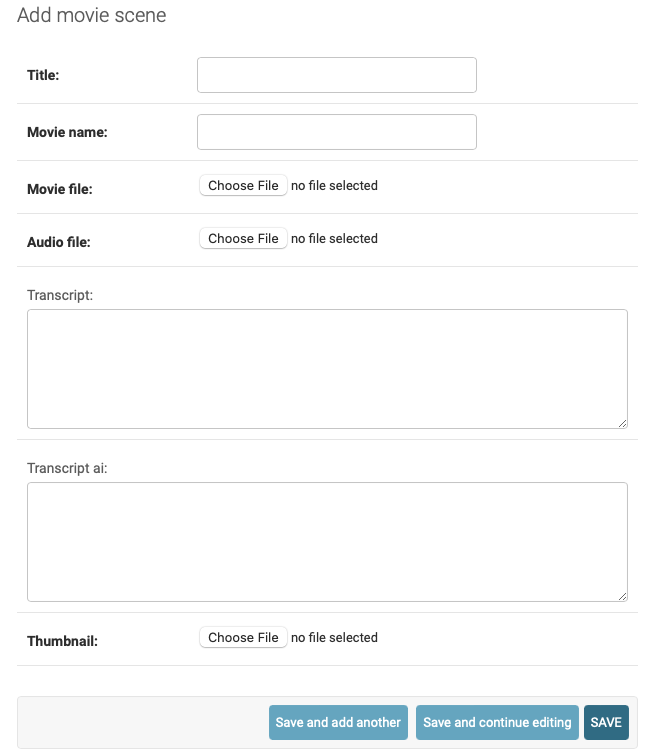 Add movie scene
Title:
Movie name:
Movie file: Choose File no file selected
Audio file: Choose File no file selected
Transcript:
Transcript ai:
Thumbnail: Choose File no file selected
Save and add another Save and continue editing SAVE